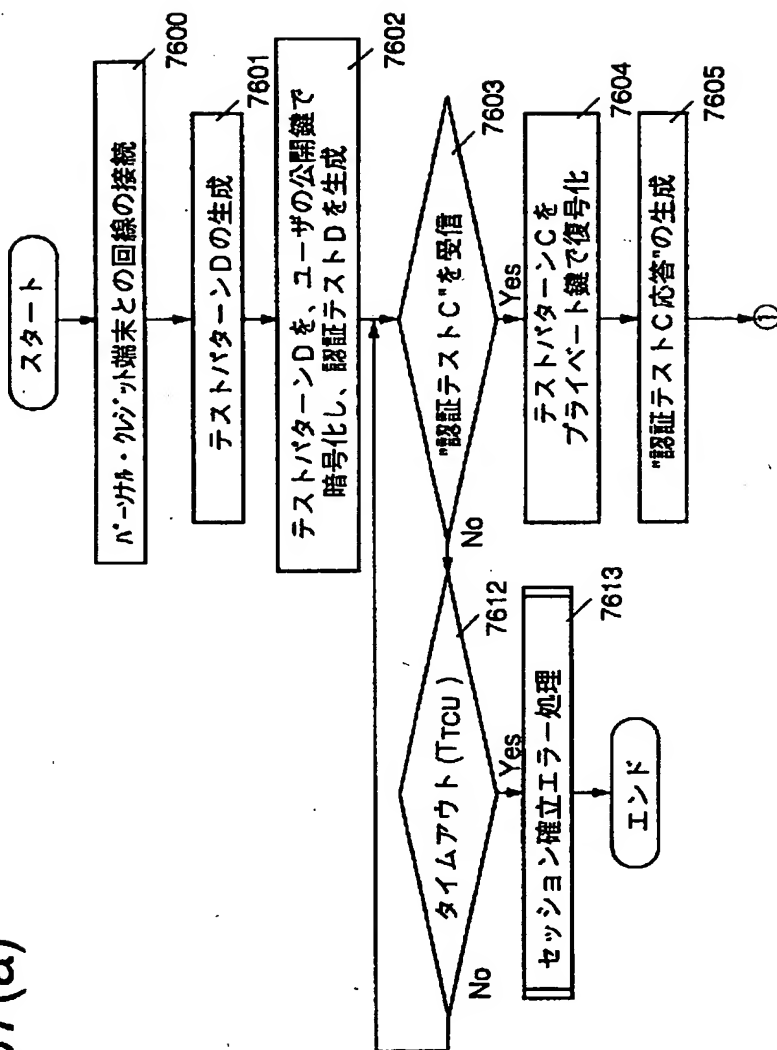 7(a)
スタート
パーソナル・クレジット端末との回線の接続
7600
テストパターンDの生成
7601
テストパターンDを、ユーザの公開鍵で
暗号化し、認証テストDを生成
7602
"認証テストC"を受信
7603
Yes
No
テストパターンCを
プライベート鍵で復号化
7604
"認証テストC応答"の生成
7605
①
タイムアウト(TTCU)
7612
Yes
No
セッション確立エラー処理
7613
エンド